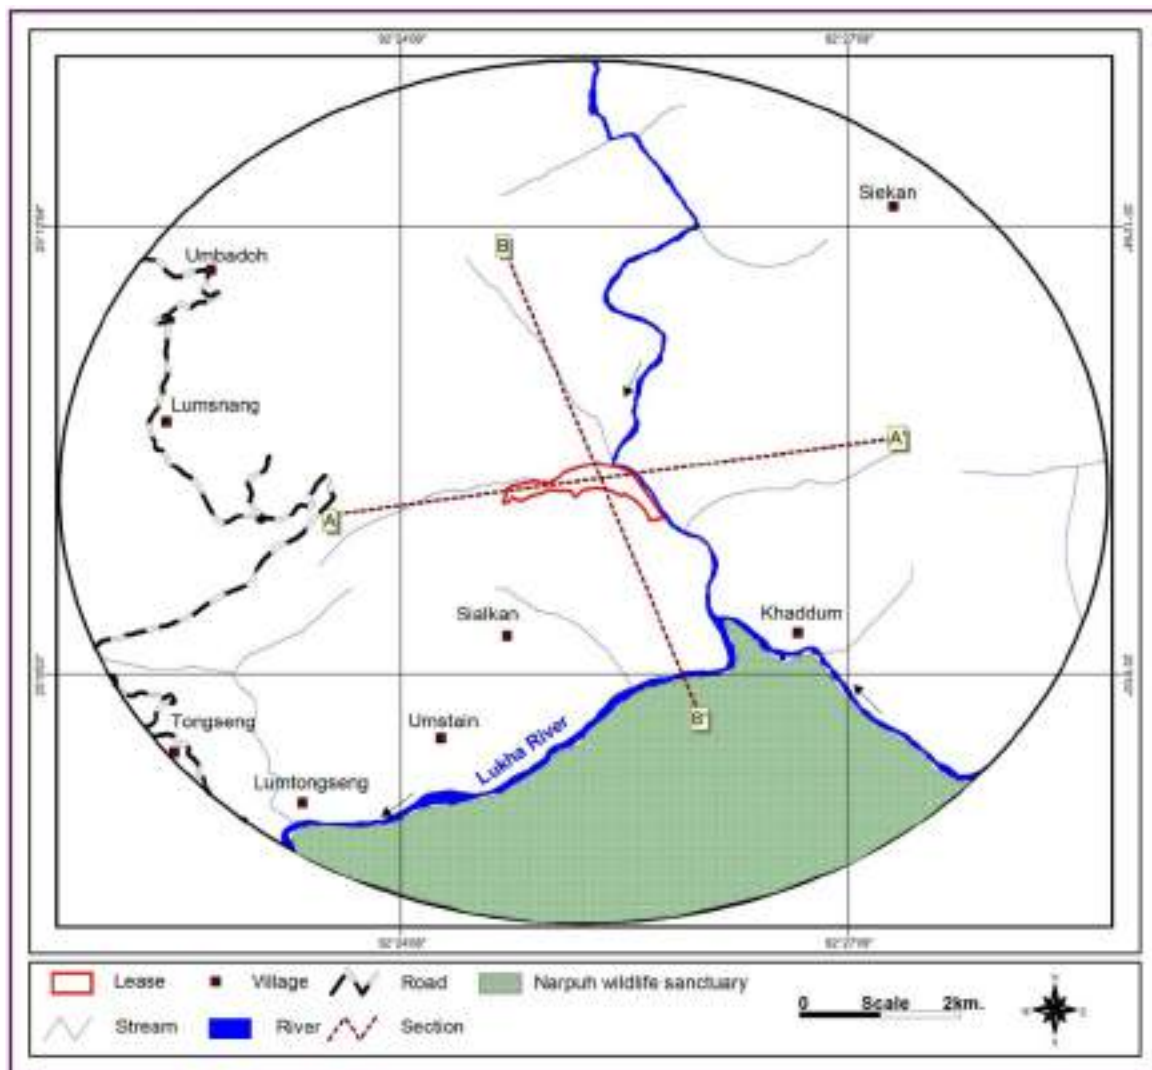 Siekan
B
Umbadoh
Lumsnang
A'
A
Sialkan
Khaddum
B'
Tongseng
Umstain
Lukha River
Lumtongseng
Lease
Village
Road
Narpuh wildlife sanctuary
Stream
River
Section
0 Scale 2km.